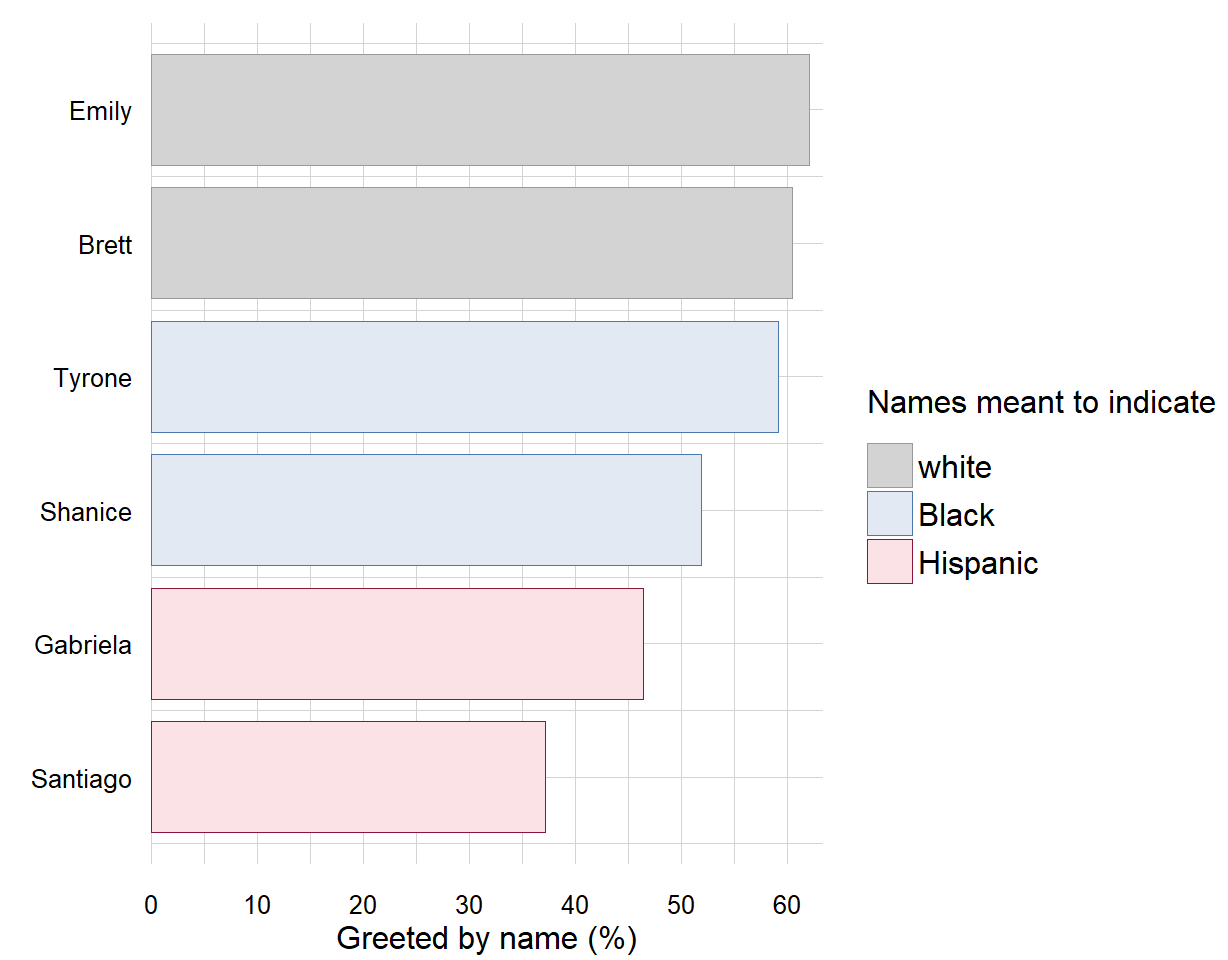 Emily
Brett
Tyrone
Shanice
Gabriela
Santiago
0 10 20 30 40 50 60
Greeted by name (%)
Names meant to indicate
white
Black
Hispanic